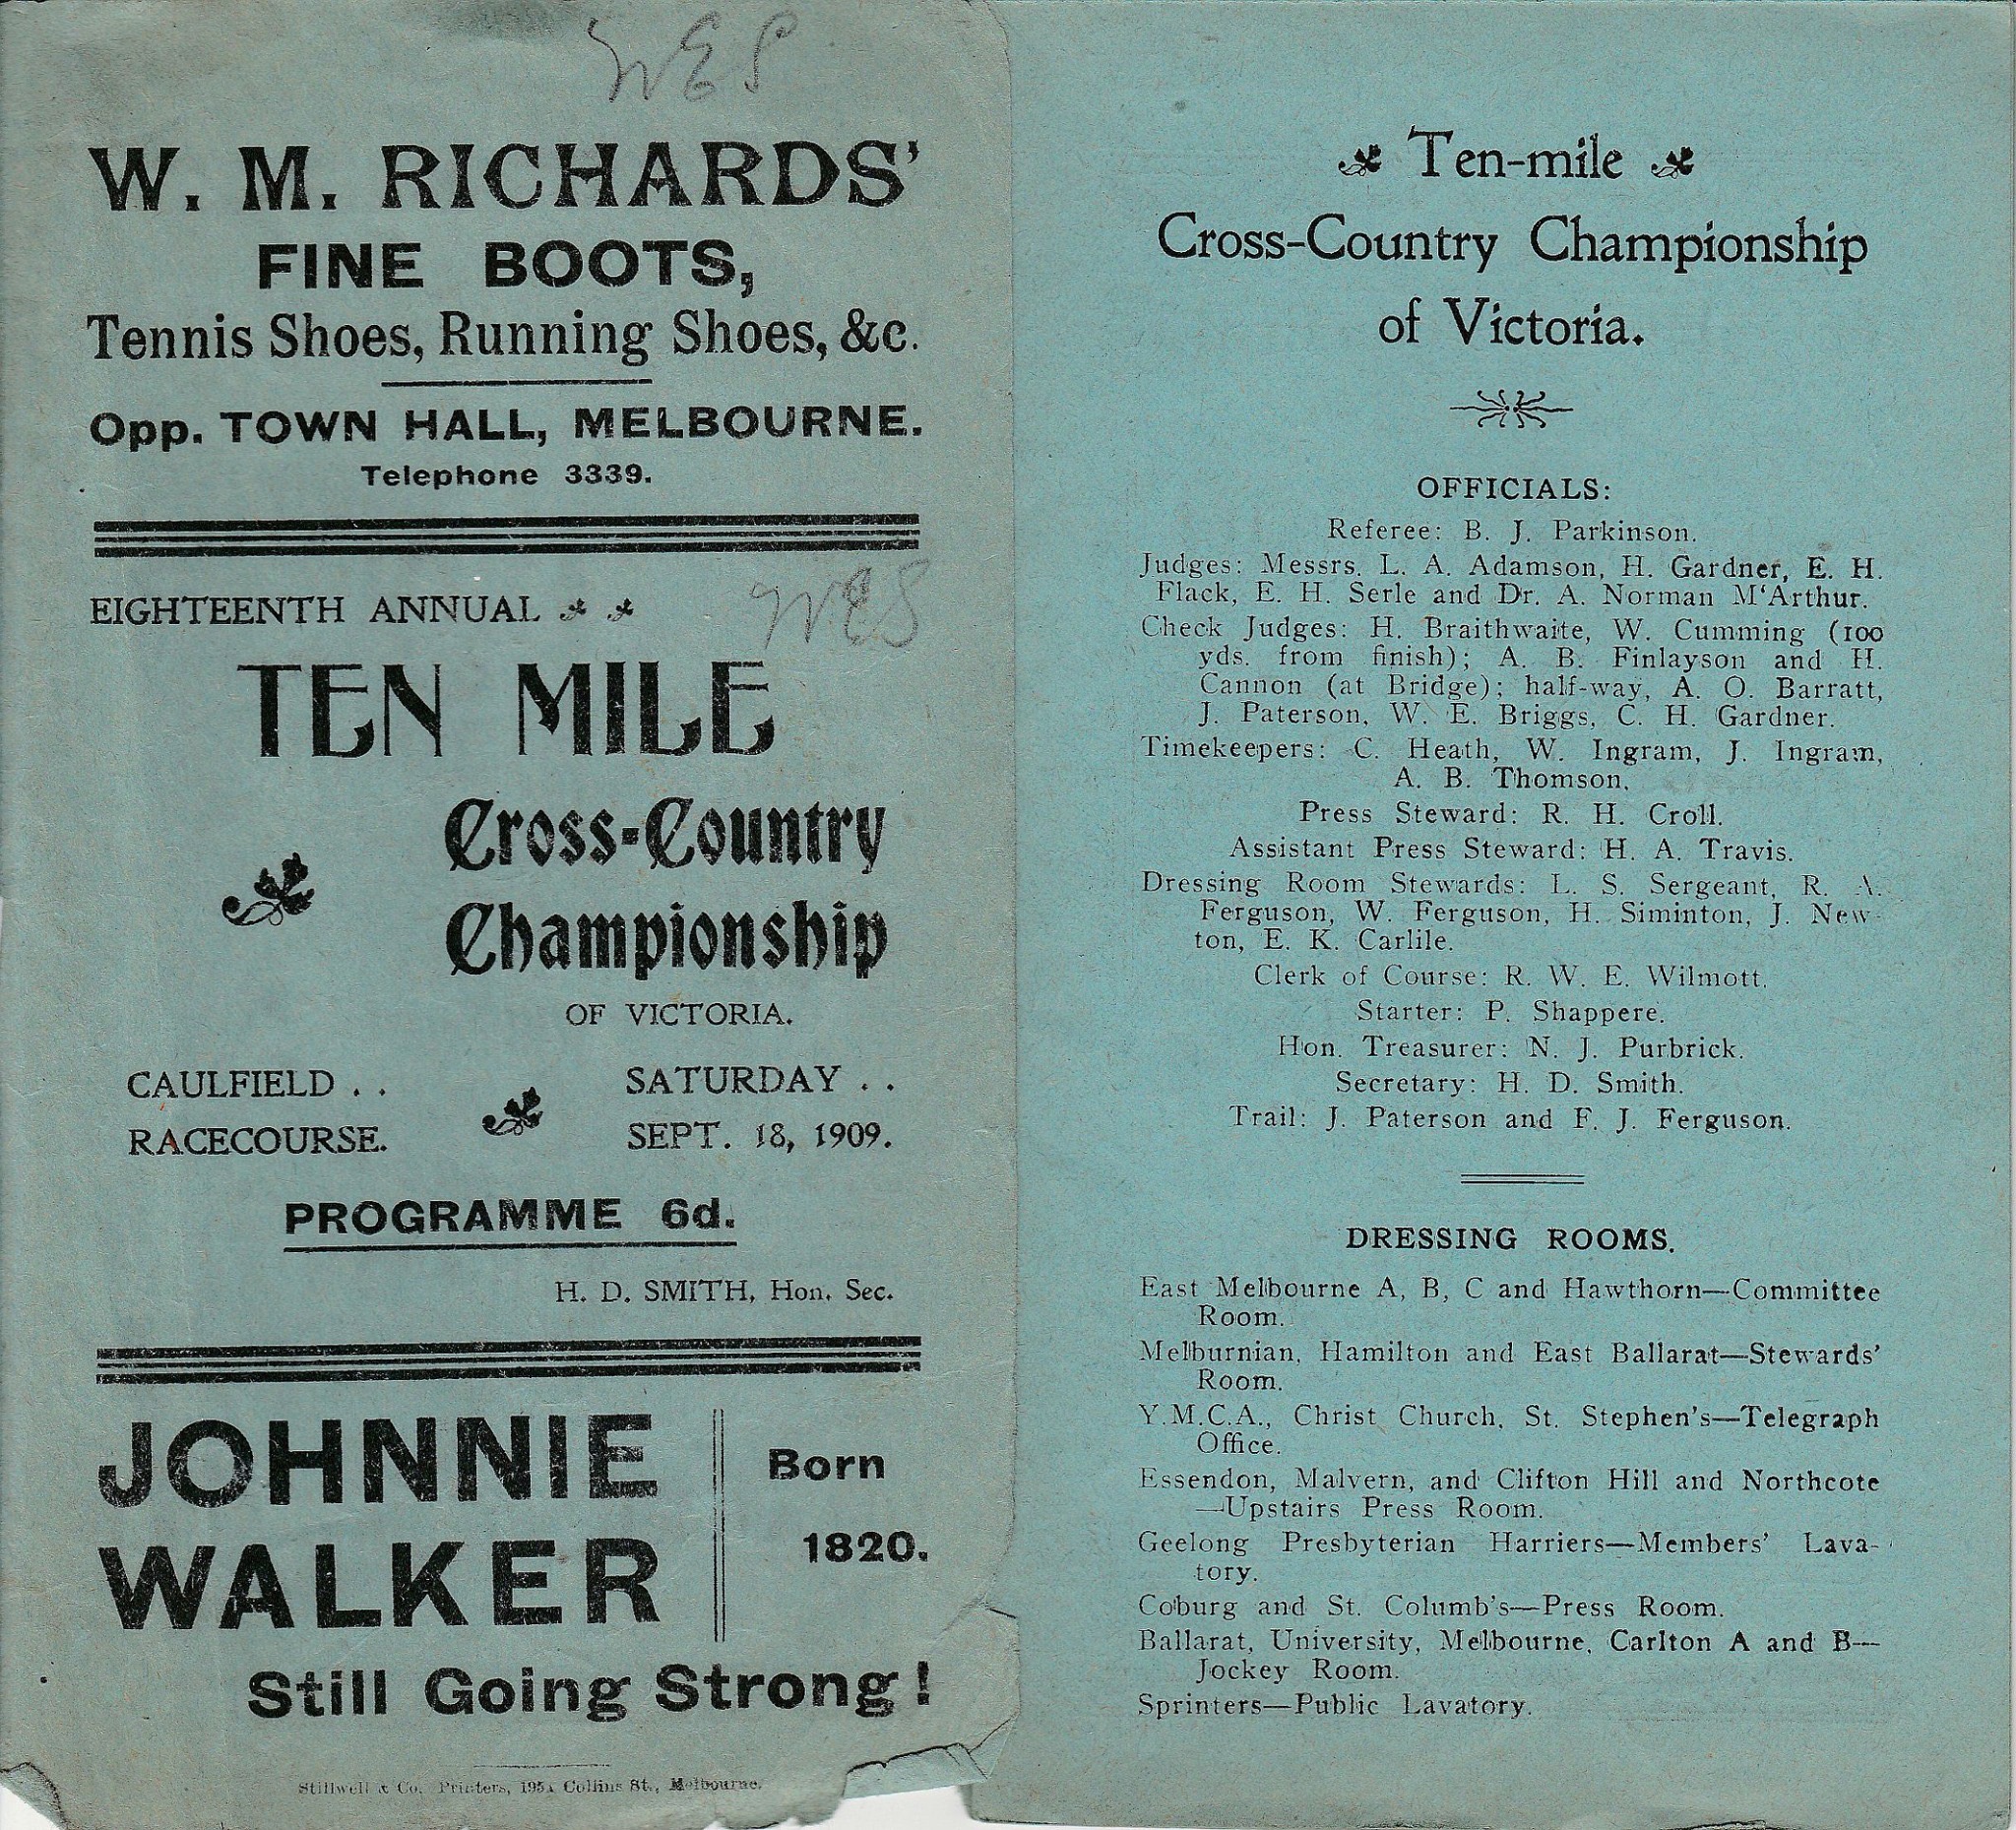 W. M. RICHARDS'
FINE BOOTS,
Tennis Shoes, Running Shoes, &c.
Opp. TOWN HALL, MELBOURNE.
Telephone 3339.
EIGHTEENTH ANNUAL
WES
TEN MILE
Cross-Country
Championship
OF VICTORIA.
CAULFIELD . .
RACECOURSE.
SATURDAY . .
SEPT. 18, 1909.
PROGRAMME 6d.
H. D. SMITH, Hon. Sec.
JOHNNIE
WALKER
Born
1820.
Still Going Strong!
Stillwell & Co. Printers, Collins St., Melbourne.
Ten-mile
Cross-Country Championship
of Victoria.
OFFICIALS:
Referee: B. J. Parkinson.
Judges: Messrs. L. A. Adamson, H. Gardner, E. H.
Flack, E. H. Serle and Dr. A. Norman M'Arthur.
Check Judges: H. Braithwaite, W. Cumming (100
yds. from finish); A. B. Finlayson and H.
Cannon (at Bridge); half-way, A. O. Barratt,
J. Paterson, W. E. Briggs, C. H. Gardner.
Timekeepers: C. Heath, W. Ingram, J. Ingram,
A. B. Thomson.
Press Steward: R. H. Croll.
Assistant Press Steward: H. A. Travis.
Dressing Room Stewards: L. S. Sergeant, R. A.
Ferguson, W. Ferguson, H. Siminton, J. New-
ton, E. K. Carlile.
Clerk of Course: R. W. E. Wilmott.
Starter: P. Shappere.
Hon. Treasurer: N. J. Purbrick.
Secretary: H. D. Smith.
Trail: J. Paterson and F. J. Ferguson.
DRESSING ROOMS.
East Melbourne A, B, C and Hawthorn—Committee
Room.
Melburnian, Hamilton and East Ballarat—Stewards'
Room.
Y.M.C.A., Christ Church, St. Stephen's—Telegraph
Office.
Essendon, Malvern, and Clifton Hill and Northcote
—Upstairs Press Room.
Geelong Presbyterian Harriers—Members' Lava-
tory.
Coburg and St. Columb's—Press Room.
Ballarat, University, Melbourne, Carlton A and B—
Jockey Room.
Sprinters—Public Lavatory.